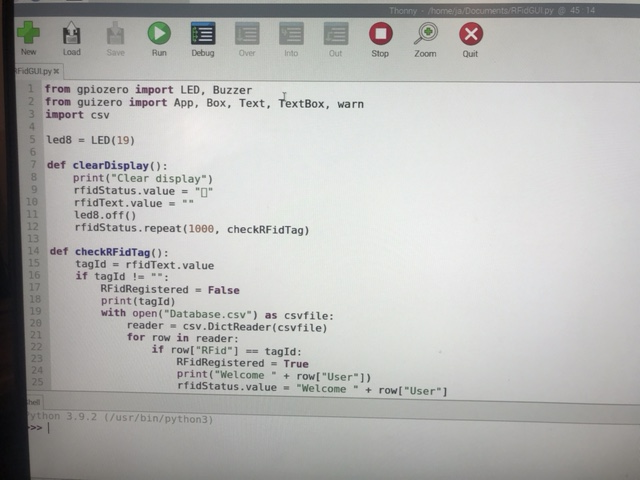 Thonny - /home/ja/Documents/RFidGUI.py @ 45:14
New Load Save Run Debug Over Into Out Stop Zoom Quit
RFidGUI.py ×
1 from gpiozero import LED, Buzzer
2 from guizero import App, Box, Text, TextBox, warn
3 import csv
4
5 led8 = LED(19)
6
7 def clearDisplay():
8     print("Clear display")
9     rfidStatus.value = "▯"
10     rfidText.value = ""
11     led8.off()
12     rfidStatus.repeat(1000, checkRFidTag)
13
14 def checkRFidTag():
15     tagId = rfidText.value
16     if tagId != "":
17         RFidRegistered = False
18         print(tagId)
19         with open("Database.csv") as csvfile:
20             reader = csv.DictReader(csvfile)
21             for row in reader:
22                 if row["RFid"] == tagId:
23                     RFidRegistered = True
24                     print("Welcome " + row["User"])
25                     rfidStatus.value = "Welcome " + row["User"]
Shell
Python 3.9.2 (/usr/bin/python3)
>>>